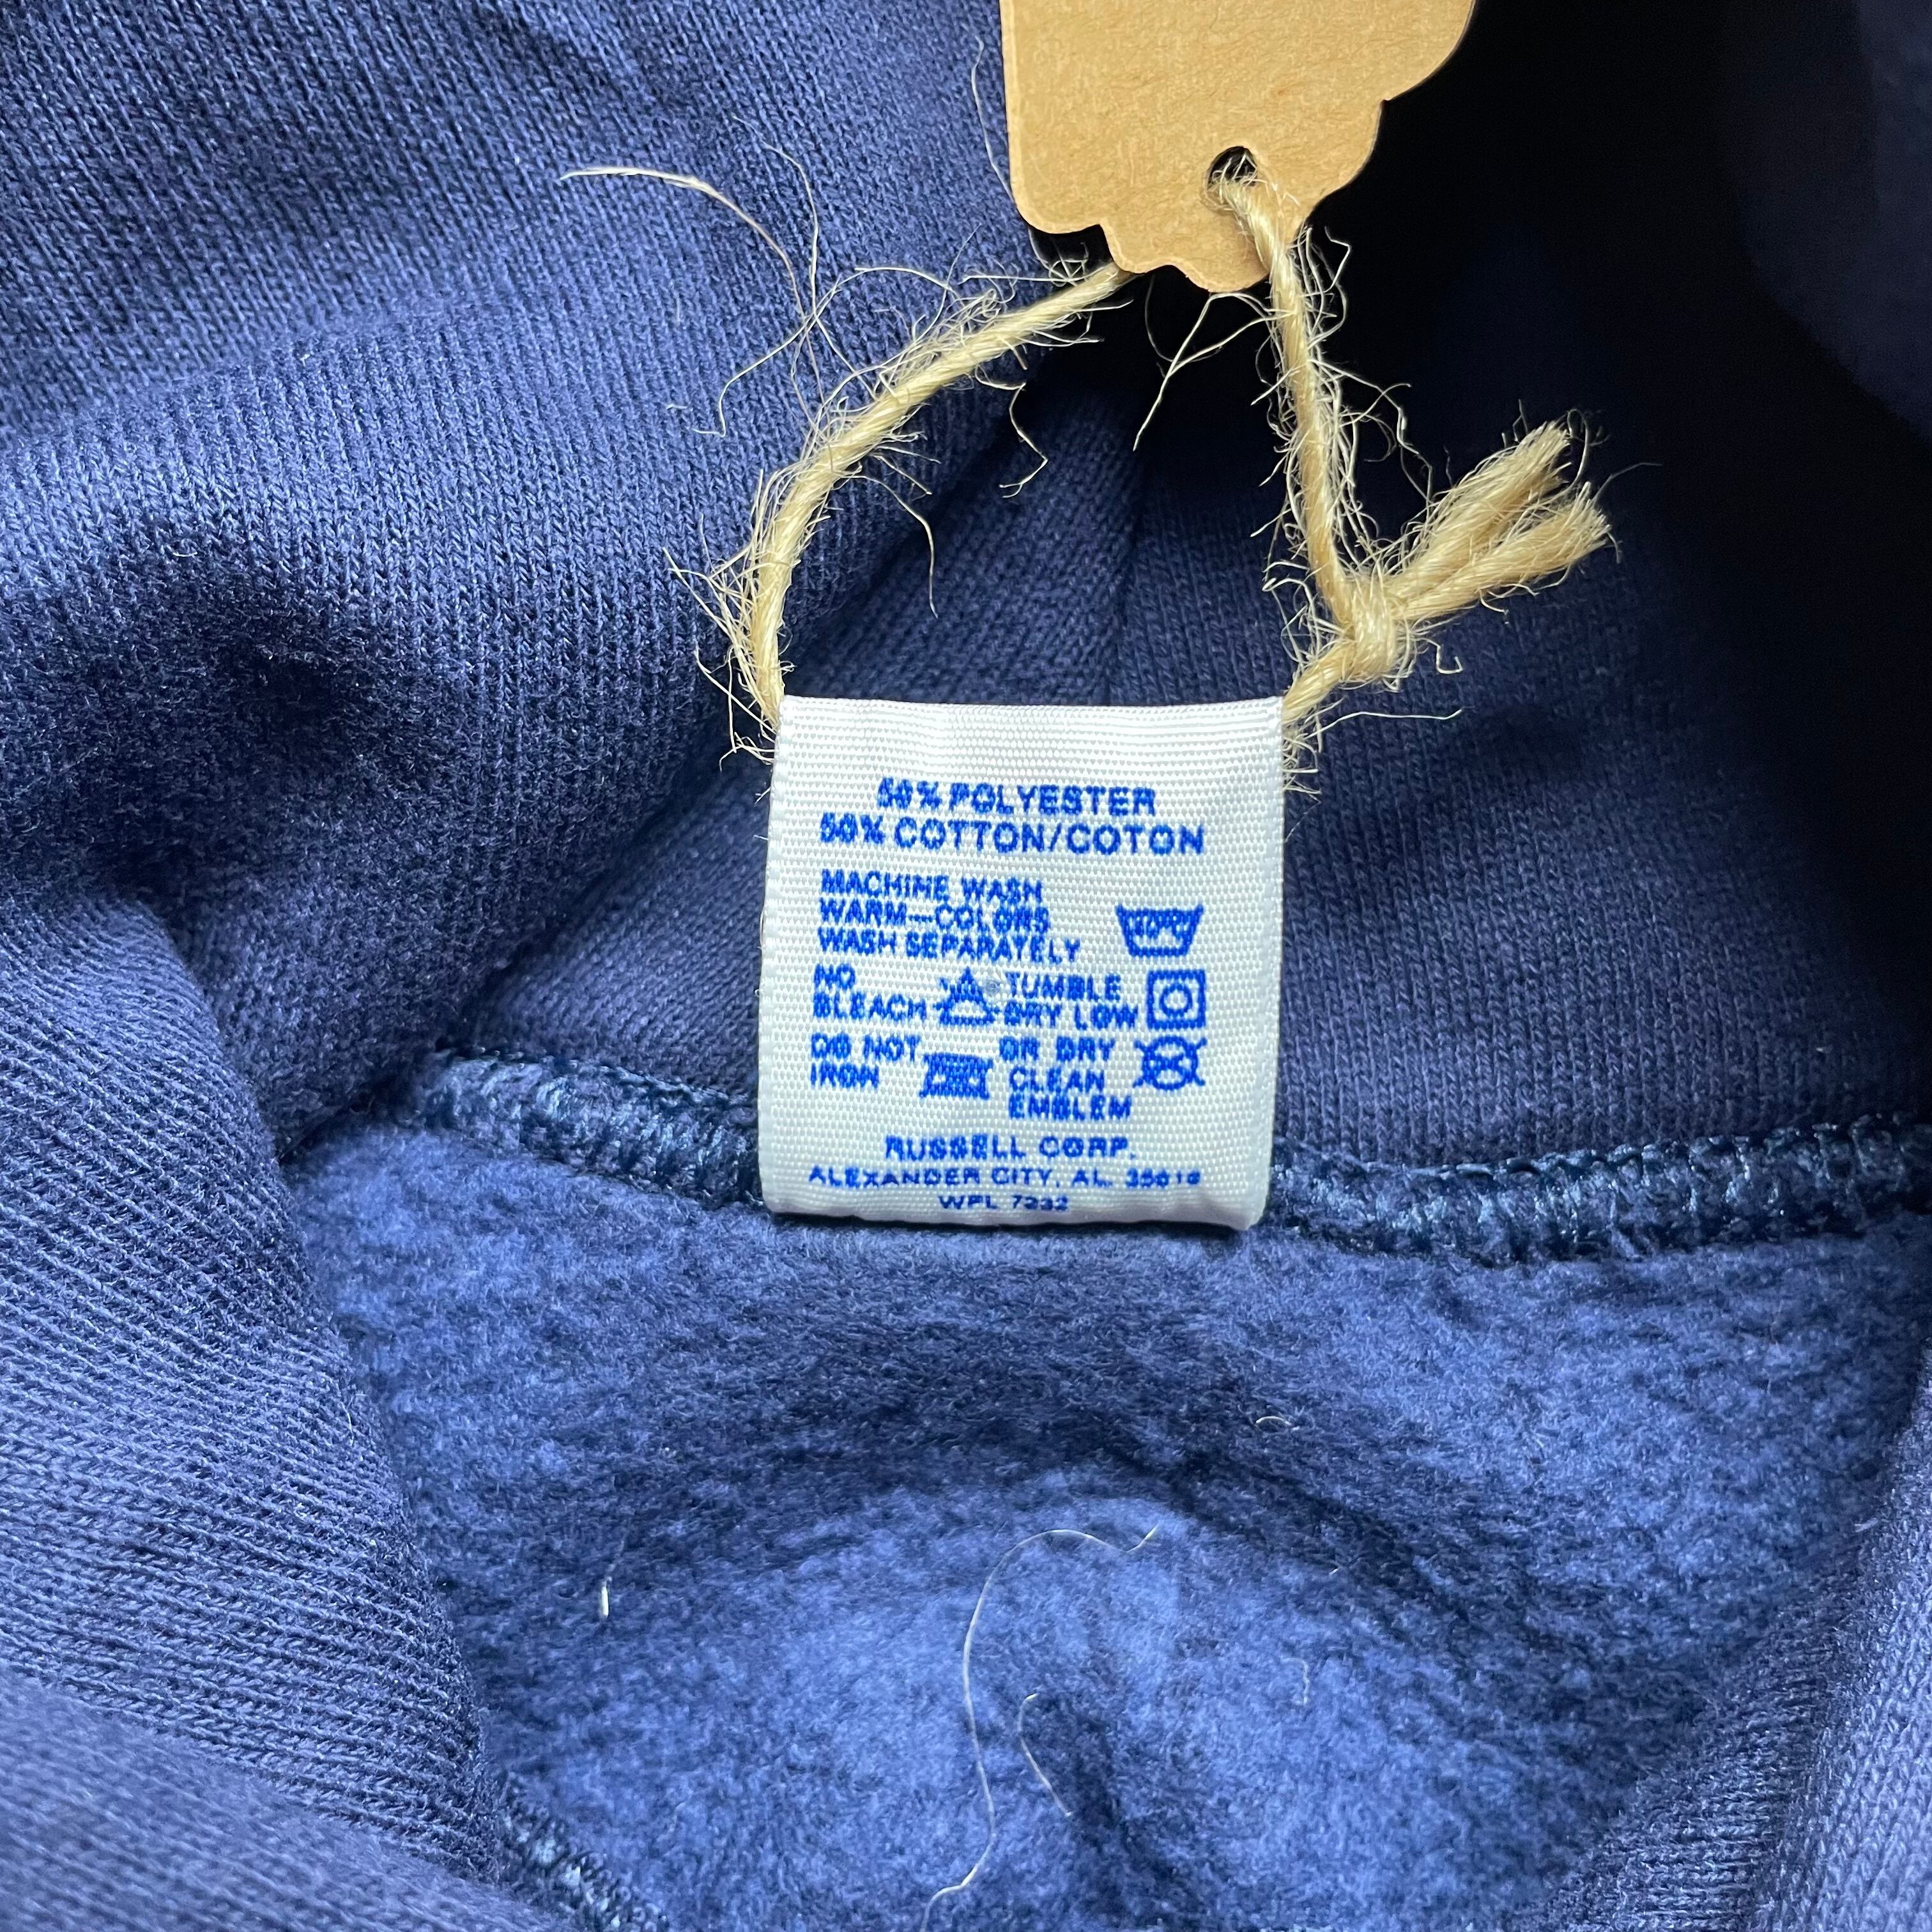 50% POLYESTER
50% COTTON/COTON
MACHINE WASH
WARM—COLORS
WASH SEPARATELY
NO BLEACH
TUMBLE DRY LOW
DO NOT IRON
OR DRY CLEAN EMBLEM
RUSSELL CORP.
ALEXANDER CITY, AL. 35010
WPL 7332